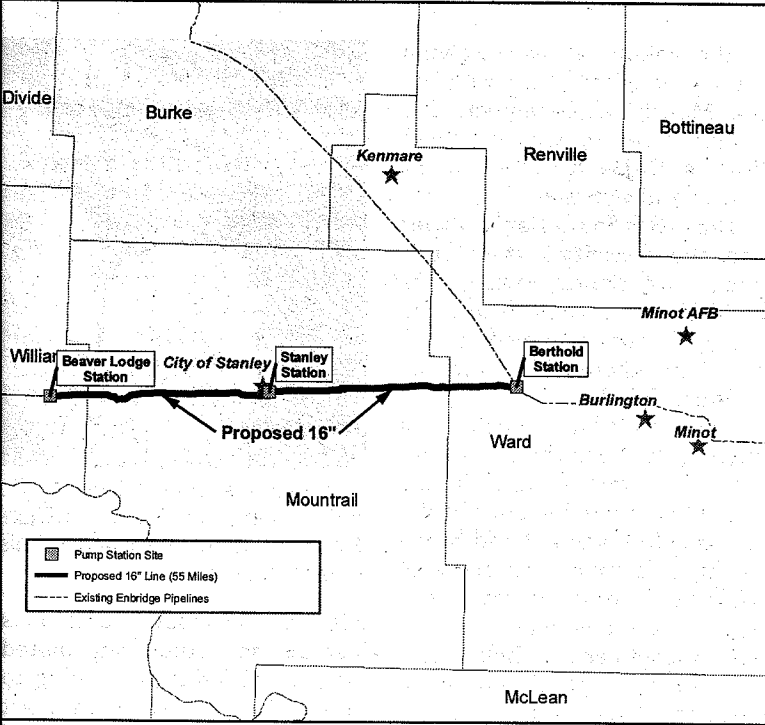 Divide
Burke
Bottineau
Renville
Kenmare
Minot AFB
Beaver Lodge
Station
City of Stanley
Stanley
Station
Berthold
Station
Burlington
Minot
Proposed 16"
Ward
Mountrail
Pump Station Site
Proposed 16" Line (55 Miles)
Existing Enbridge Pipelines
McLean